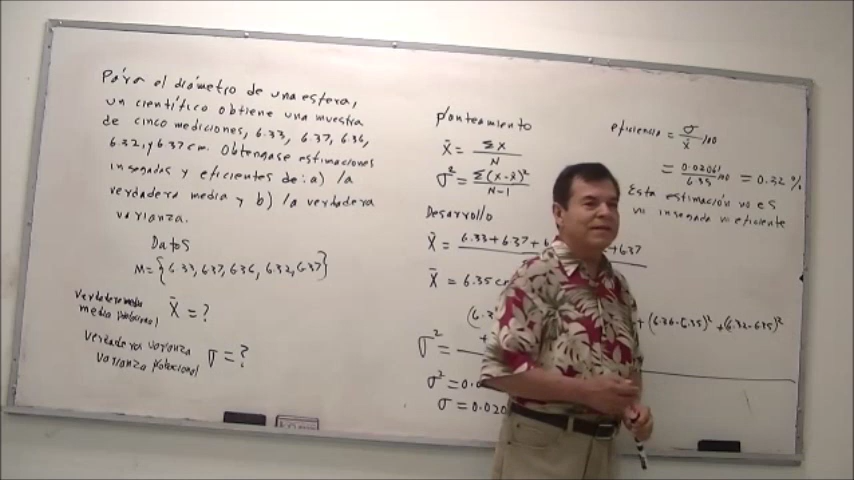 Para el diámetro de una esfera,
un científico obtiene una muestra
de cinco mediciones, 6.33, 6.37, 6.36,
6.32, y 6.37 cm. Obtengase estimaciones
insegadas y eficientes de: a) la
verdadera media y b) la verdadera
varianza.
Datos
M={6.33, 6.37, 6.36, 6.32, 6.37}
verdadera media
media poblacional X̄ = ?
Verdadera varianza
varianza poblacional σ = ?
Planteamiento
X̄ = ΣX / N
σ² = Σ(X-X̄)² / N-1
Desarrollo
X̄ = 6.33+6.37+ +6.37
X̄ = 6.35
σ² =
+(6.36-6.35)² +(6.32-6.35)²
σ² = 0.0
σ = 0.020
eficiencia = σ/x̄ 100
= 0.02061/6.35 100 = 0.32 %
Esta estimación no es
ni insegada ni eficiente